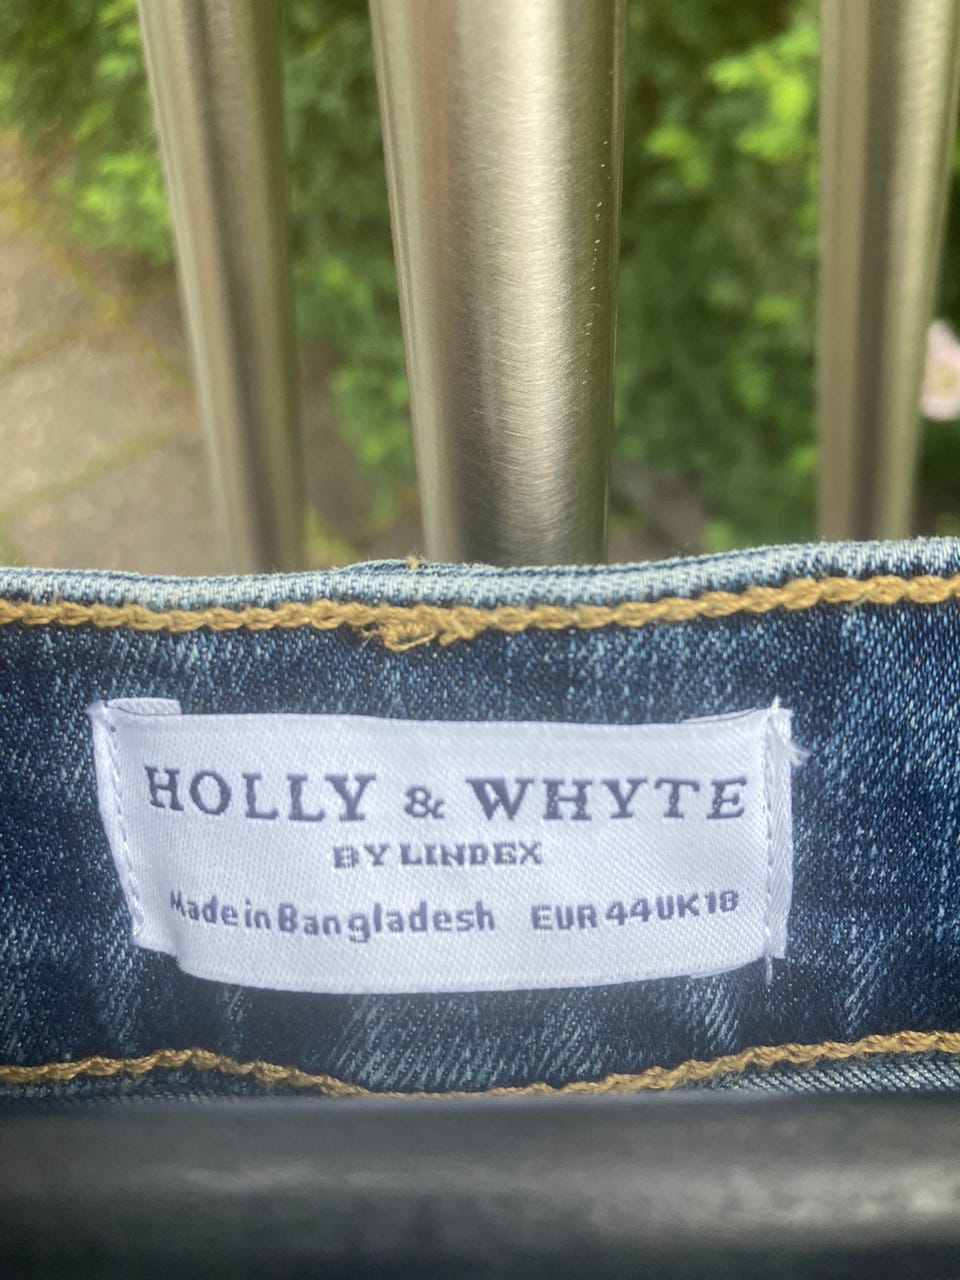 HOLLY & WHYTE
BY LINDEX
Made in Bangladesh EUR 44 UK 18